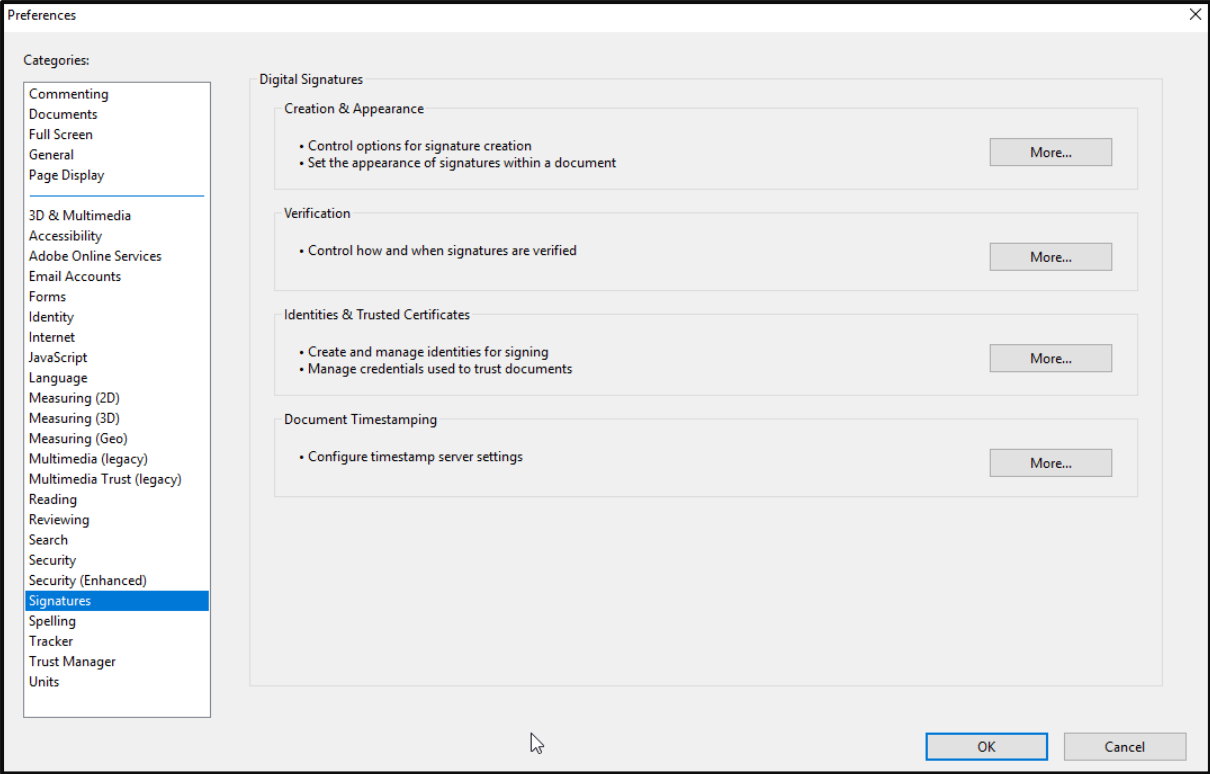 Preferences
Categories:
Commenting
Documents
Full Screen
General
Page Display
3D & Multimedia
Accessibility
Adobe Online Services
Email Accounts
Forms
Identity
Internet
JavaScript
Language
Measuring (2D)
Measuring (3D)
Measuring (Geo)
Multimedia (legacy)
Multimedia Trust (legacy)
Reading
Reviewing
Search
Security
Security (Enhanced)
Signatures
Spelling
Tracker
Trust Manager
Units
Digital Signatures
Creation & Appearance
• Control options for signature creation
• Set the appearance of signatures within a document
More...
Verification
• Control how and when signatures are verified
More...
Identities & Trusted Certificates
• Create and manage identities for signing
• Manage credentials used to trust documents
More...
Document Timestamping
• Configure timestamp server settings
More...
OK
Cancel